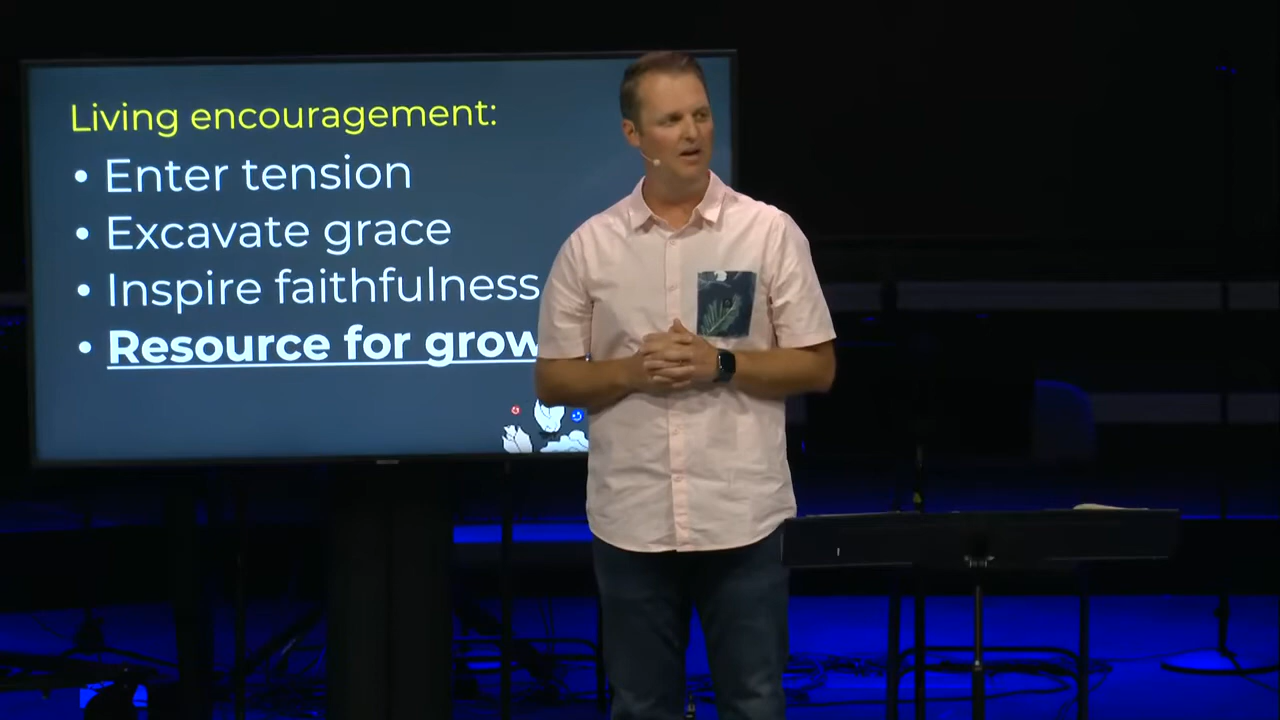 Living encouragement:
• Enter tension
• Excavate grace
• Inspire faithfulness
• Resource for grow